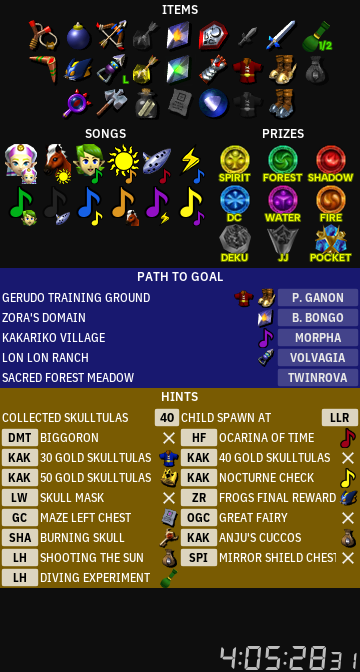 ITEMS
1/2
L
SONGS PRIZES
SPIRIT FOREST SHADOW
DC WATER FIRE
DEKU JJ POCKET
PATH TO GOAL
GERUDO TRAINING GROUND P. GANON
ZORA'S DOMAIN B. BONGO
KAKARIKO VILLAGE MORPHA
LON LON RANCH VOLVAGIA
SACRED FOREST MEADOW TWINROVA
HINTS
COLLECTED SKULLTULAS 40 CHILD SPAWN AT LLR
DMT BIGGORON HF OCARINA OF TIME
KAK 30 GOLD SKULLTULAS KAK 40 GOLD SKULLTULAS
KAK 50 GOLD SKULLTULAS KAK NOCTURNE CHECK
LW SKULL MASK ZR FROGS FINAL REWARD
GC MAZE LEFT CHEST OGC GREAT FAIRY
SHA BURNING SKULL KAK ANJU'S CUCCOS
LH SHOOTING THE SUN SPI MIRROR SHIELD CHEST
LH DIVING EXPERIMENT
4:05:28 31